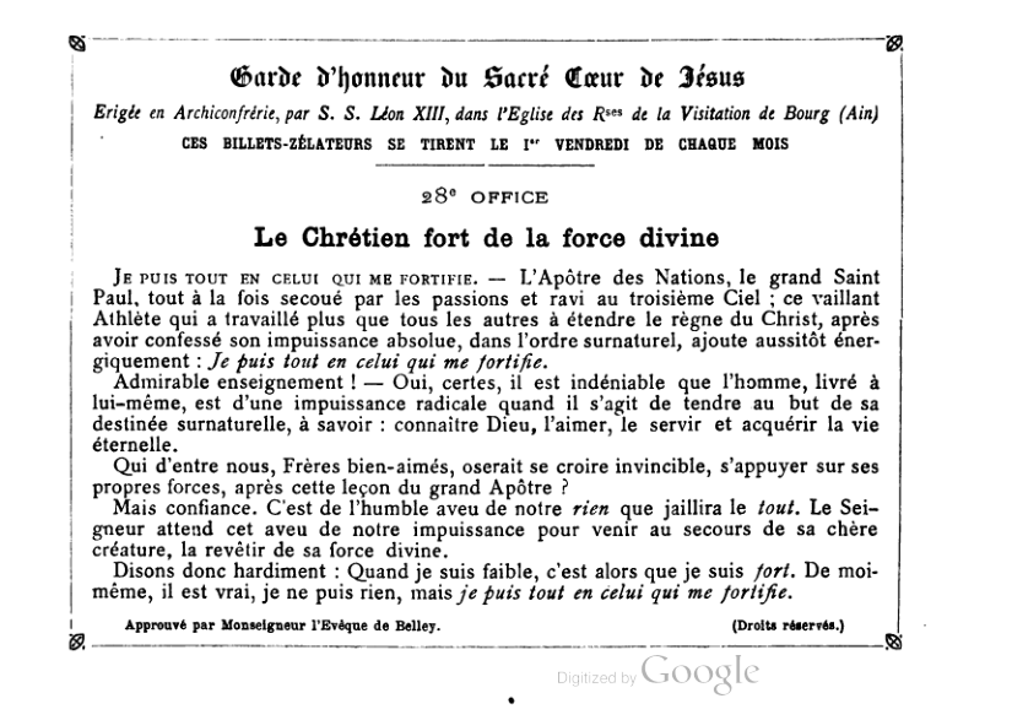 Garde d'honneur du Sacré Cœur de Jésus
Erigée en Archiconfrérie, par S. S. Léon XIII, dans l'Eglise des Rses de la Visitation de Bourg (Ain)
CES BILLETS-ZÉLATEURS SE TIRENT LE Ier VENDREDI DE CHAQUE MOIS
28e OFFICE
Le Chrétien fort de la force divine
JE PUIS TOUT EN CELUI QUI ME FORTIFIE. — L'Apôtre des Nations, le grand Saint
Paul, tout à la fois secoué par les passions et ravi au troisième Ciel ; ce vaillant
Athlète qui a travaillé plus que tous les autres à étendre le règne du Christ, après
avoir confessé son impuissance absolue, dans l'ordre surnaturel, ajoute aussitôt éner-
giquement : Je puis tout en celui qui me fortifie.
Admirable enseignement ! — Oui, certes, il est indéniable que l'homme, livré à
lui-même, est d'une impuissance radicale quand il s'agit de tendre au but de sa
destinée surnaturelle, à savoir : connaître Dieu, l'aimer, le servir et acquérir la vie
éternelle.
Qui d'entre nous, Frères bien-aimés, oserait se croire invincible, s'appuyer sur ses
propres forces, après cette leçon du grand Apôtre ?
Mais confiance. C'est de l'humble aveu de notre rien que jaillira le tout. Le Sei-
gneur attend cet aveu de notre impuissance pour venir au secours de sa chère
créature, la revêtir de sa force divine.
Disons donc hardiment : Quand je suis faible, c'est alors que je suis fort. De moi-
même, il est vrai, je ne puis rien, mais je puis tout en celui qui me fortifie.
Approuvé par Monseigneur l'Evêque de Belley. (Droits réservés.)
Digitized by Google